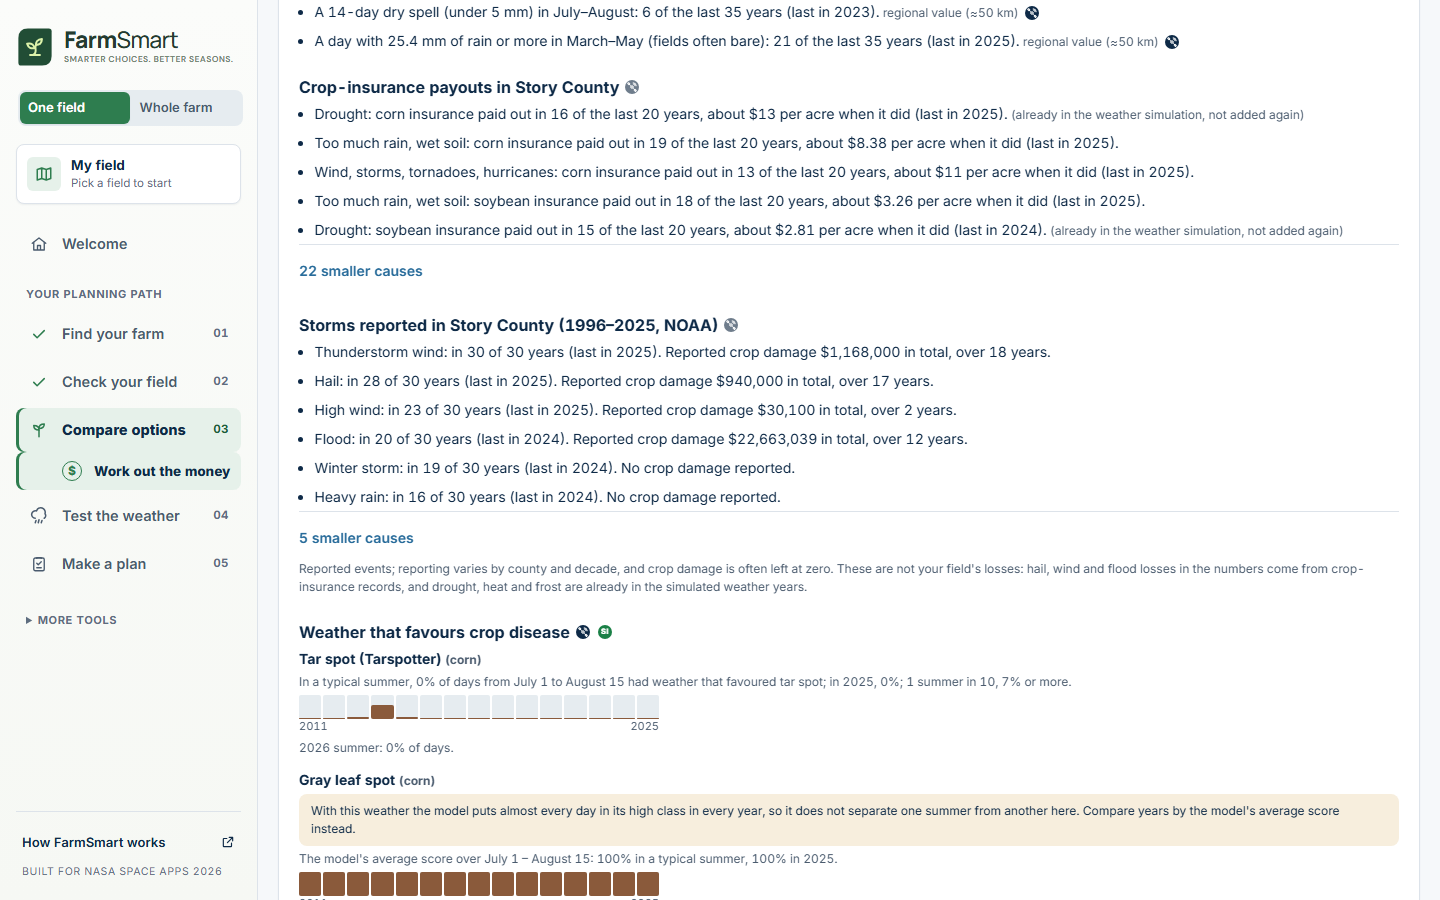 FarmSmart
SMARTER CHOICES. BETTER SEASONS.
One field
Whole farm
My field
Pick a field to start
Welcome
YOUR PLANNING PATH
Find your farm 01
Check your field 02
Compare options 03
$ Work out the money
Test the weather 04
Make a plan 05
MORE TOOLS
How FarmSmart works
BUILT FOR NASA SPACE APPS 2026
A 14-day dry spell (under 5 mm) in July–August: 6 of the last 35 years (last in 2023). regional value (≈50 km)
A day with 25.4 mm of rain or more in March–May (fields often bare): 21 of the last 35 years (last in 2025). regional value (≈50 km)
Crop-insurance payouts in Story County
Drought: corn insurance paid out in 16 of the last 20 years, about $13 per acre when it did (last in 2025). (already in the weather simulation, not added again)
Too much rain, wet soil: corn insurance paid out in 19 of the last 20 years, about $8.38 per acre when it did (last in 2025).
Wind, storms, tornadoes, hurricanes: corn insurance paid out in 13 of the last 20 years, about $11 per acre when it did (last in 2025).
Too much rain, wet soil: soybean insurance paid out in 18 of the last 20 years, about $3.26 per acre when it did (last in 2025).
Drought: soybean insurance paid out in 15 of the last 20 years, about $2.81 per acre when it did (last in 2024). (already in the weather simulation, not added again)
22 smaller causes
Storms reported in Story County (1996–2025, NOAA)
Thunderstorm wind: in 30 of 30 years (last in 2025). Reported crop damage $1,168,000 in total, over 18 years.
Hail: in 28 of 30 years (last in 2025). Reported crop damage $940,000 in total, over 17 years.
High wind: in 23 of 30 years (last in 2025). Reported crop damage $30,100 in total, over 2 years.
Flood: in 20 of 30 years (last in 2024). Reported crop damage $22,663,039 in total, over 12 years.
Winter storm: in 19 of 30 years (last in 2024). No crop damage reported.
Heavy rain: in 16 of 30 years (last in 2024). No crop damage reported.
5 smaller causes
Reported events; reporting varies by county and decade, and crop damage is often left at zero. These are not your field's losses: hail, wind and flood losses in the numbers come from crop-
insurance records, and drought, heat and frost are already in the simulated weather years.
Weather that favours crop disease SI
Tar spot (Tarspotter) (corn)
In a typical summer, 0% of days from July 1 to August 15 had weather that favoured tar spot; in 2025, 0%; 1 summer in 10, 7% or more.
2011 2025
2026 summer: 0% of days.
Gray leaf spot (corn)
With this weather the model puts almost every day in its high class in every year, so it does not separate one summer from another here. Compare years by the model's average score
instead.
The model's average score over July 1 – August 15: 100% in a typical summer, 100% in 2025.